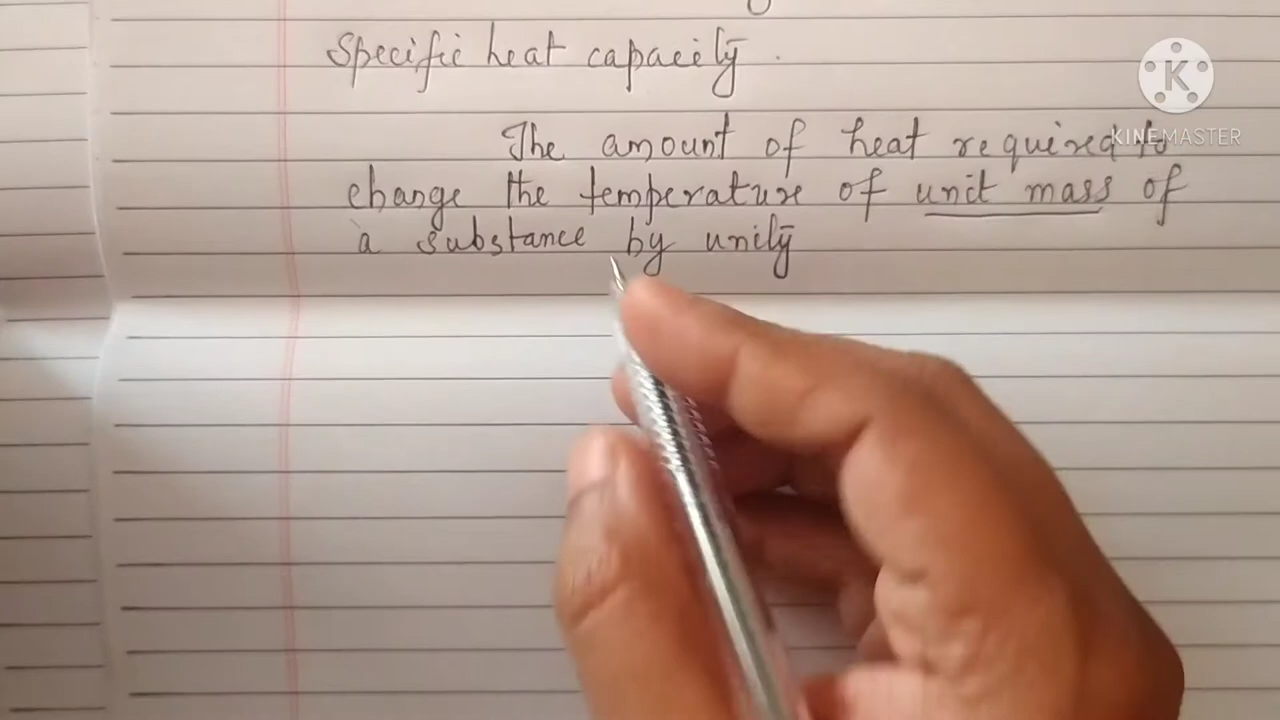 Specific heat capacity.
The amount of heat required to
change the temperature of unit mass of
a substance by unity
K
KINEMASTER